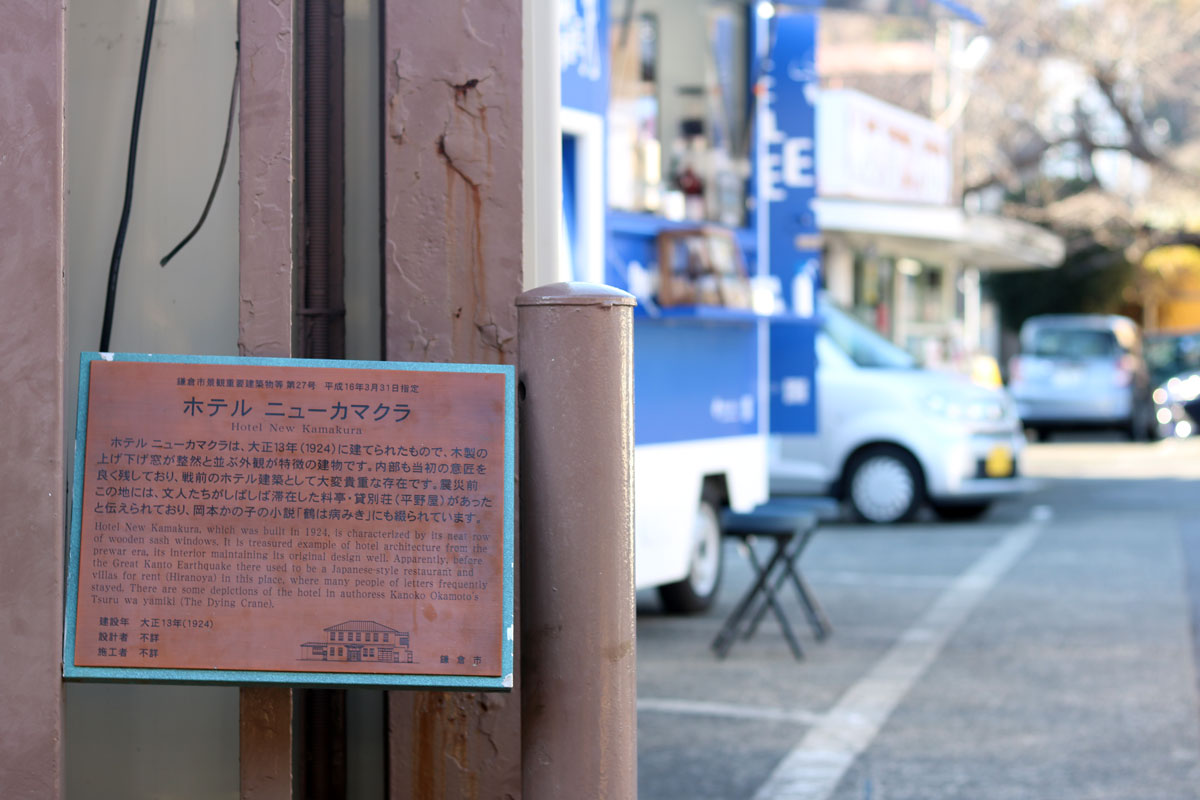 鎌倉市景観重要建築物等 第27号 平成16年3月31日指定
ホテル ニューカマクラ
Hotel New Kamakura
ホテル ニューカマクラは、大正13年(1924)に建てられたもので、木製の
上げ下げ窓が整然と並ぶ外観が特徴の建物です。内部も当初の意匠を
良く残しており、戦前のホテル建築として大変貴重な存在です。震災前
この地には、文人たちがしばしば滞在した料亭・貸別荘(平野屋)があった
と伝えられており、岡本かの子の小説「鶴は病みき」にも綴られています。
Hotel New Kamakura, which was built in 1924, is characterized by its neat row
of wooden sash windows. It is treasured example of hotel architecture from the
prewar era, its interior maintaining its original design well. Apparently, before
the Great Kanto Earthquake there used to be a Japanese-style restaurant and
villas for rent (Hiranoya) in this place, where many people of letters frequently
stayed. There are some depictions of the hotel in authoress Kanoko Okamoto's
Tsuru wa yamiki (The Dying Crane).
建設年 大正13年(1924)
設計者 不詳
施工者 不詳
鎌倉市